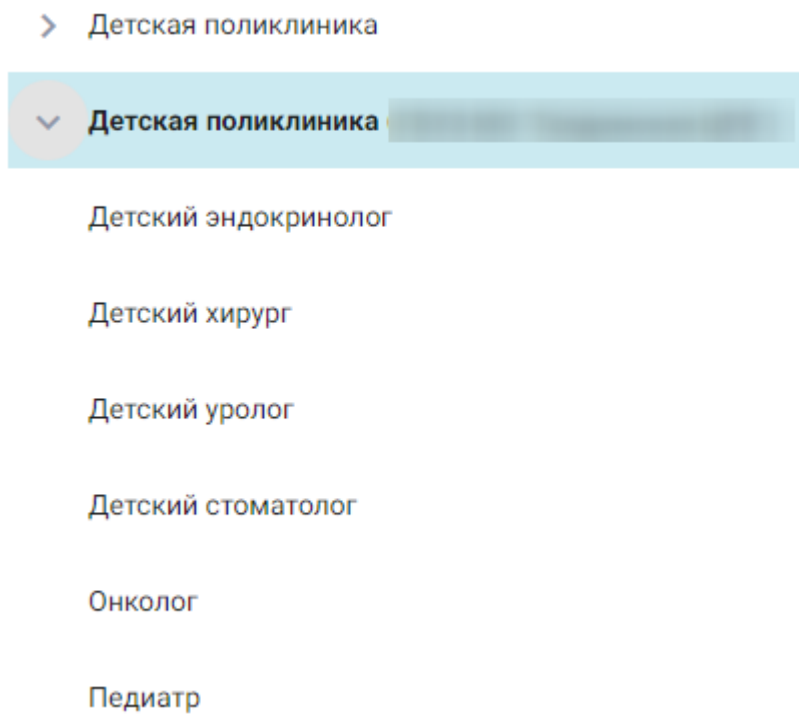 Детская поликлиника
Детская поликлиника
Детский эндокринолог
Детский хирург
Детский уролог
Детский стоматолог
Онколог
Педиатр